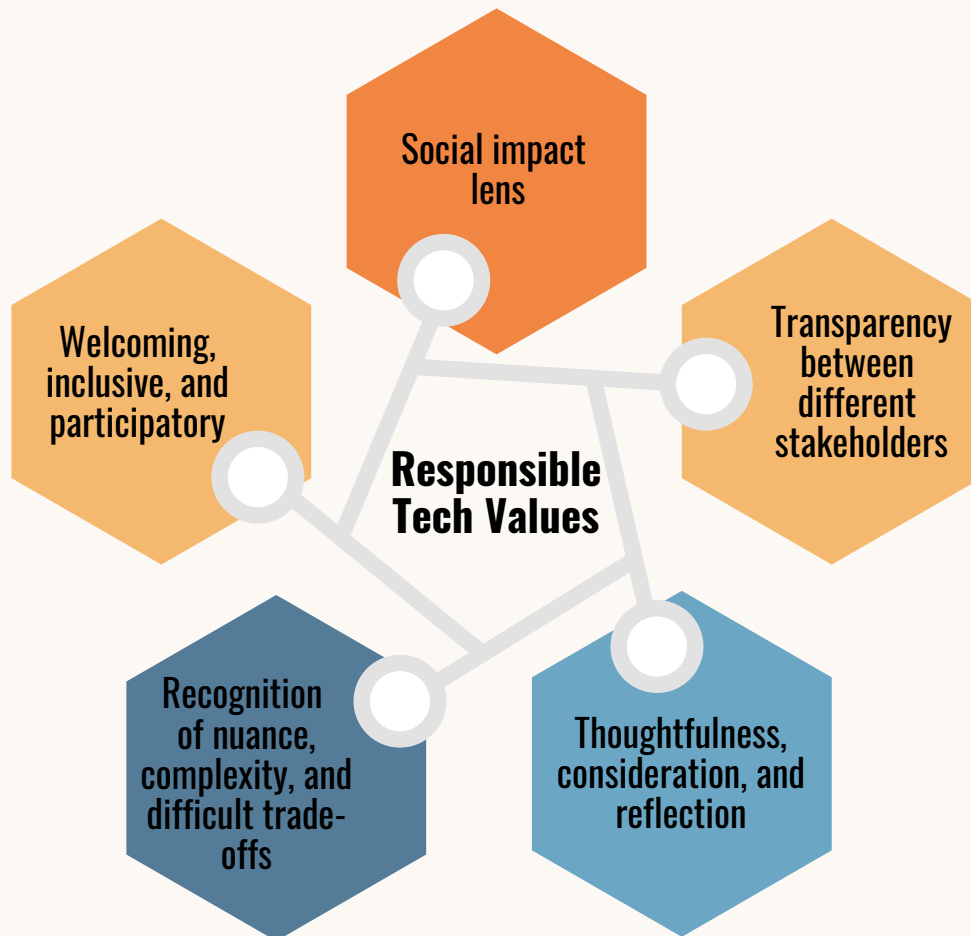 Social impact
lens
Transparency
between
different
stakeholders
Welcoming,
inclusive, and
participatory
Responsible
Tech Values
Recognition
of nuance,
complexity, and
difficult trade-
offs
Thoughtfulness,
consideration, and
reflection